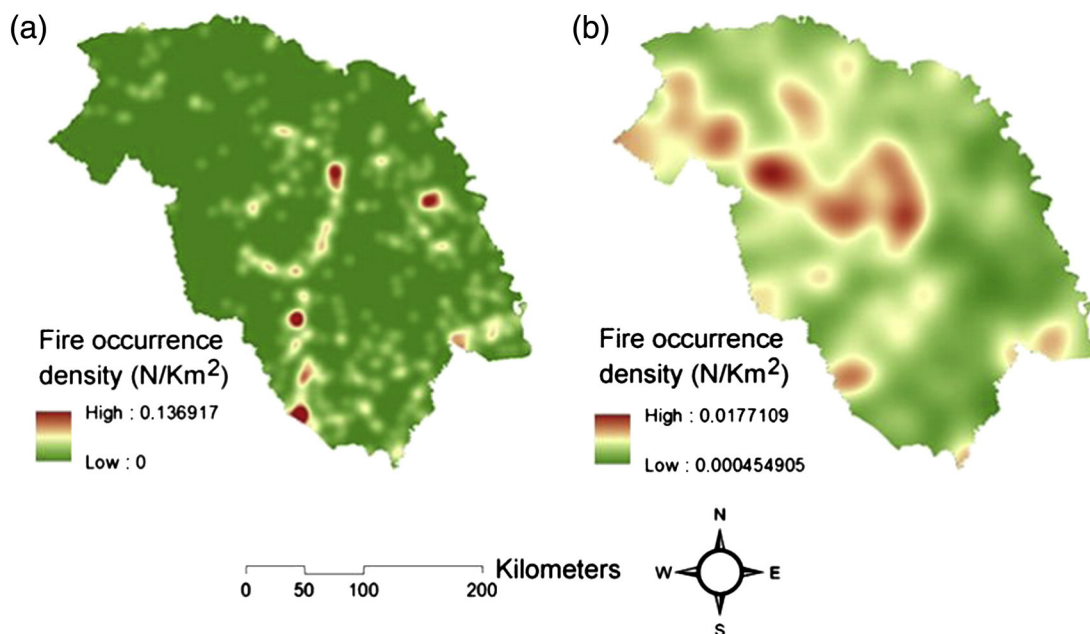 (a)
Fire occurrence
density (N/Km²)
High : 0.136917
Low : 0
(b)
Fire occurrence
density (N/Km²)
High : 0.0177109
Low : 0.000454905
Kilometers
0 50 100 200
N
W E
S